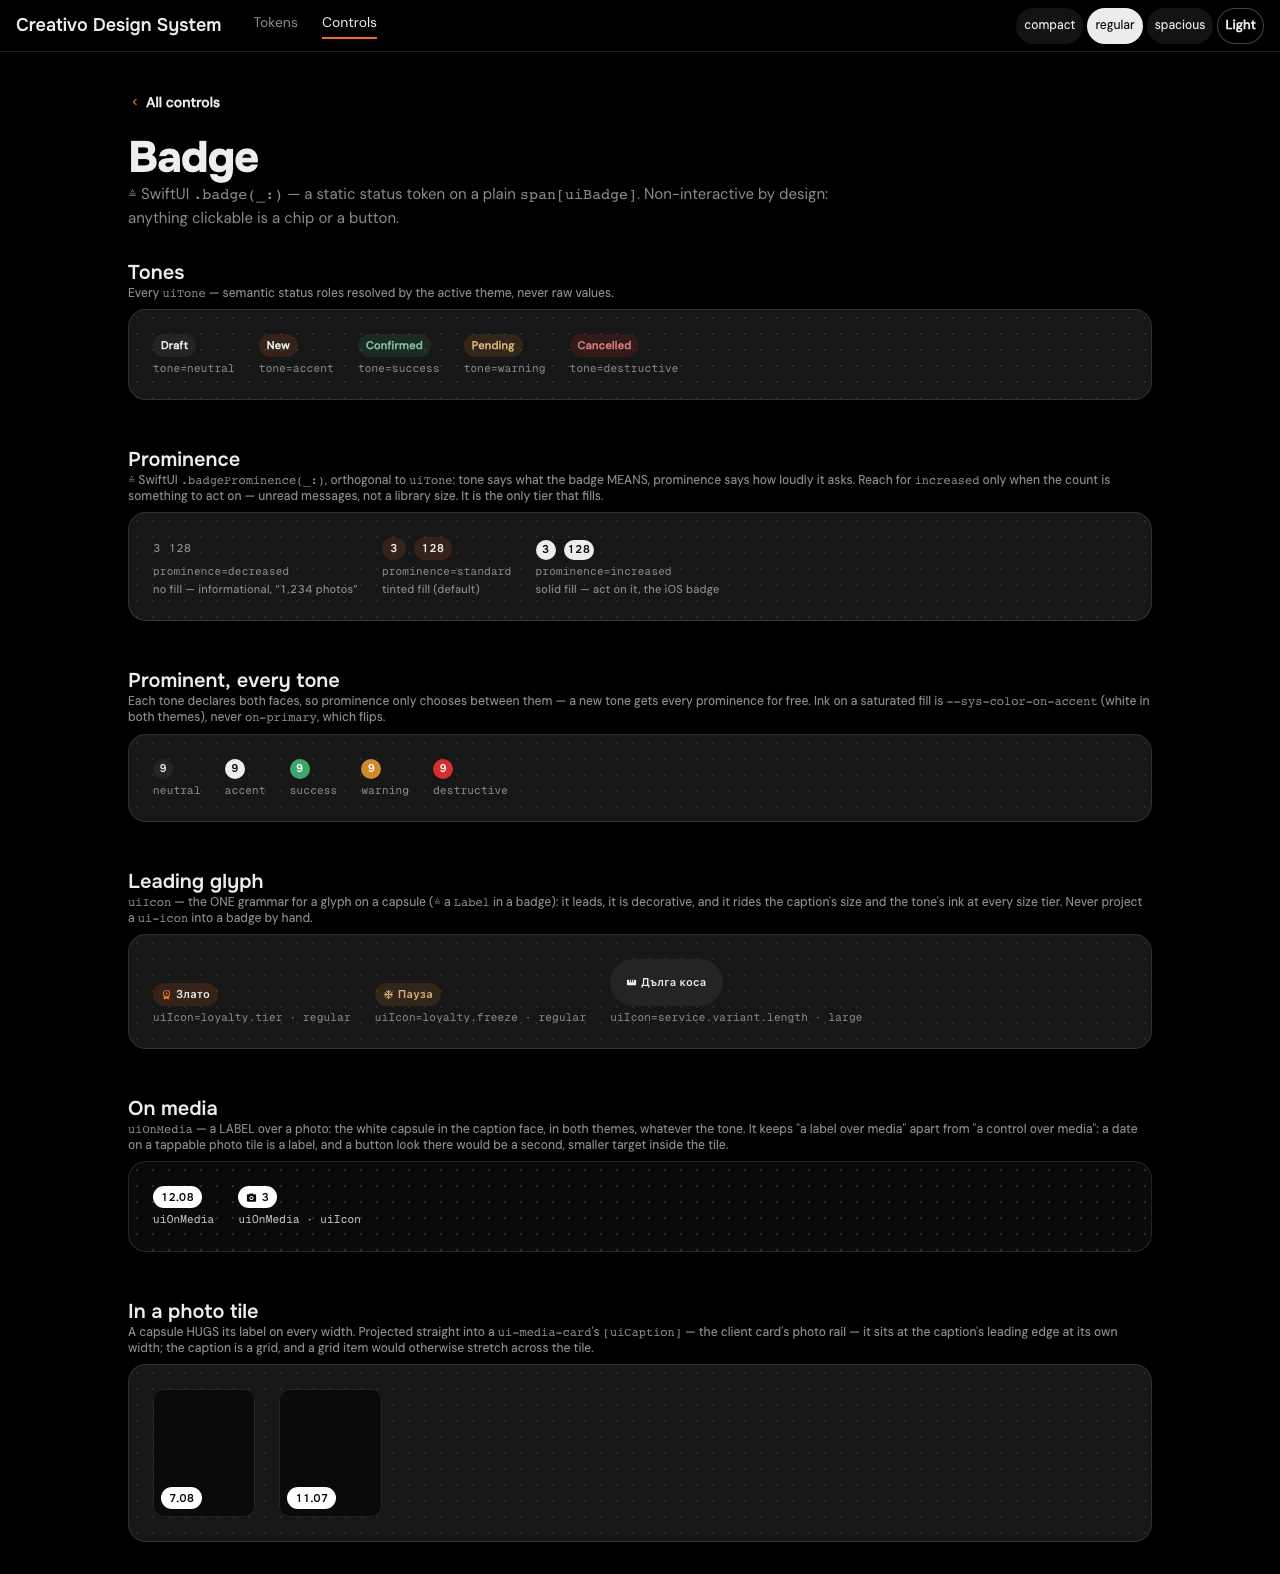 Creativo Design System Tokens Controls compact regular spacious Light
All controls
Badge
≙ SwiftUI .badge(_:) — a static status token on a plain span[uiBadge]. Non-interactive by design:
anything clickable is a chip or a button.
Tones
Every uiTone — semantic status roles resolved by the active theme, never raw values.
Draft New Confirmed Pending Cancelled
tone=neutral tone=accent tone=success tone=warning tone=destructive
Prominence
≙ SwiftUI .badgeProminence(_:), orthogonal to uiTone: tone says what the badge MEANS, prominence says how loudly it asks. Reach for increased only when the count is
something to act on — unread messages, not a library size. It is the only tier that fills.
3 128 3 128 3 128
prominence=decreased prominence=standard prominence=increased
no fill — informational, “1,234 photos” tinted fill (default) solid fill — act on it, the iOS badge
Prominent, every tone
Each tone declares both faces, so prominence only chooses between them — a new tone gets every prominence for free. Ink on a saturated fill is --sys-color-on-accent (white in
both themes), never on-primary, which flips.
9 9 9 9 9
neutral accent success warning destructive
Leading glyph
uiIcon — the ONE grammar for a glyph on a capsule (≙ a Label in a badge): it leads, it is decorative, and it rides the caption's size and the tone's ink at every size tier. Never project
a ui-icon into a badge by hand.
Злато Пауза Дълга коса
uiIcon=loyalty.tier · regular uiIcon=loyalty.freeze · regular uiIcon=service.variant.length · large
On media
uiOnMedia — a LABEL over a photo: the white capsule in the caption face, in both themes, whatever the tone. It keeps "a label over media" apart from "a control over media": a date
on a tappable photo tile is a label, and a button look there would be a second, smaller target inside the tile.
12.08 3
uiOnMedia uiOnMedia · uiIcon
In a photo tile
A capsule HUGS its label on every width. Projected straight into a ui-media-card's [uiCaption] — the client card's photo rail — it sits at the caption's leading edge at its own
width; the caption is a grid, and a grid item would otherwise stretch across the tile.
7.08 11.07